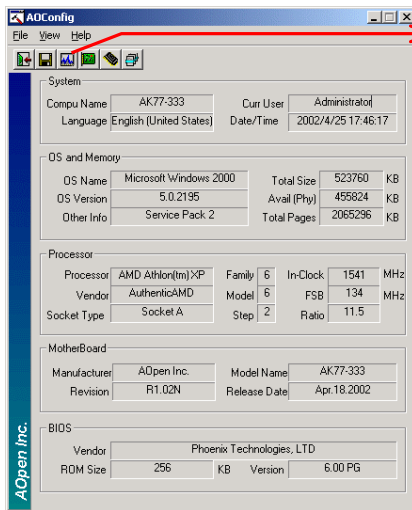 AOConfig
File View Help
System
Compu Name AK77-333 Curr User Administrator
Language English (United States) Date/Time 2002/4/25 17:46:17
OS and Memory
OS Name Microsoft Windows 2000 Total Size 523760 KB
OS Version 5.0.2195 Avail (Phy) 455824 KB
Other Info Service Pack 2 Total Pages 2065296 KB
Processor
Processor AMD Athlon(tm) XP Family 6 In-Clock 1541 MHz
Vendor AuthenticAMD Model 6 FSB 134 MHz
Socket Type Socket A Step 2 Ratio 11.5
MotherBoard
Manufacturer AOpen Inc. Model Name AK77-333
Revision R1.02N Release Date Apr.18.2002
BIOS
Vendor Phoenix Technologies, LTD
ROM Size 256 KB Version 6.00 PG
AOpen Inc.